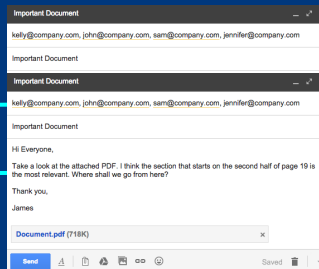 Important Document
kelly@company.com, john@company.com, sam@company.com, jennifer@company.com
Important Document
Important Document
kelly@company.com, john@company.com, sam@company.com, jennifer@company.com
Important Document
Hi Everyone,
Take a look at the attached PDF. I think the section that starts on the second half of page 19 is
the most relevant. Where shall we go from here?
Thank you,
James
Document.pdf (718K)
Send
Saved